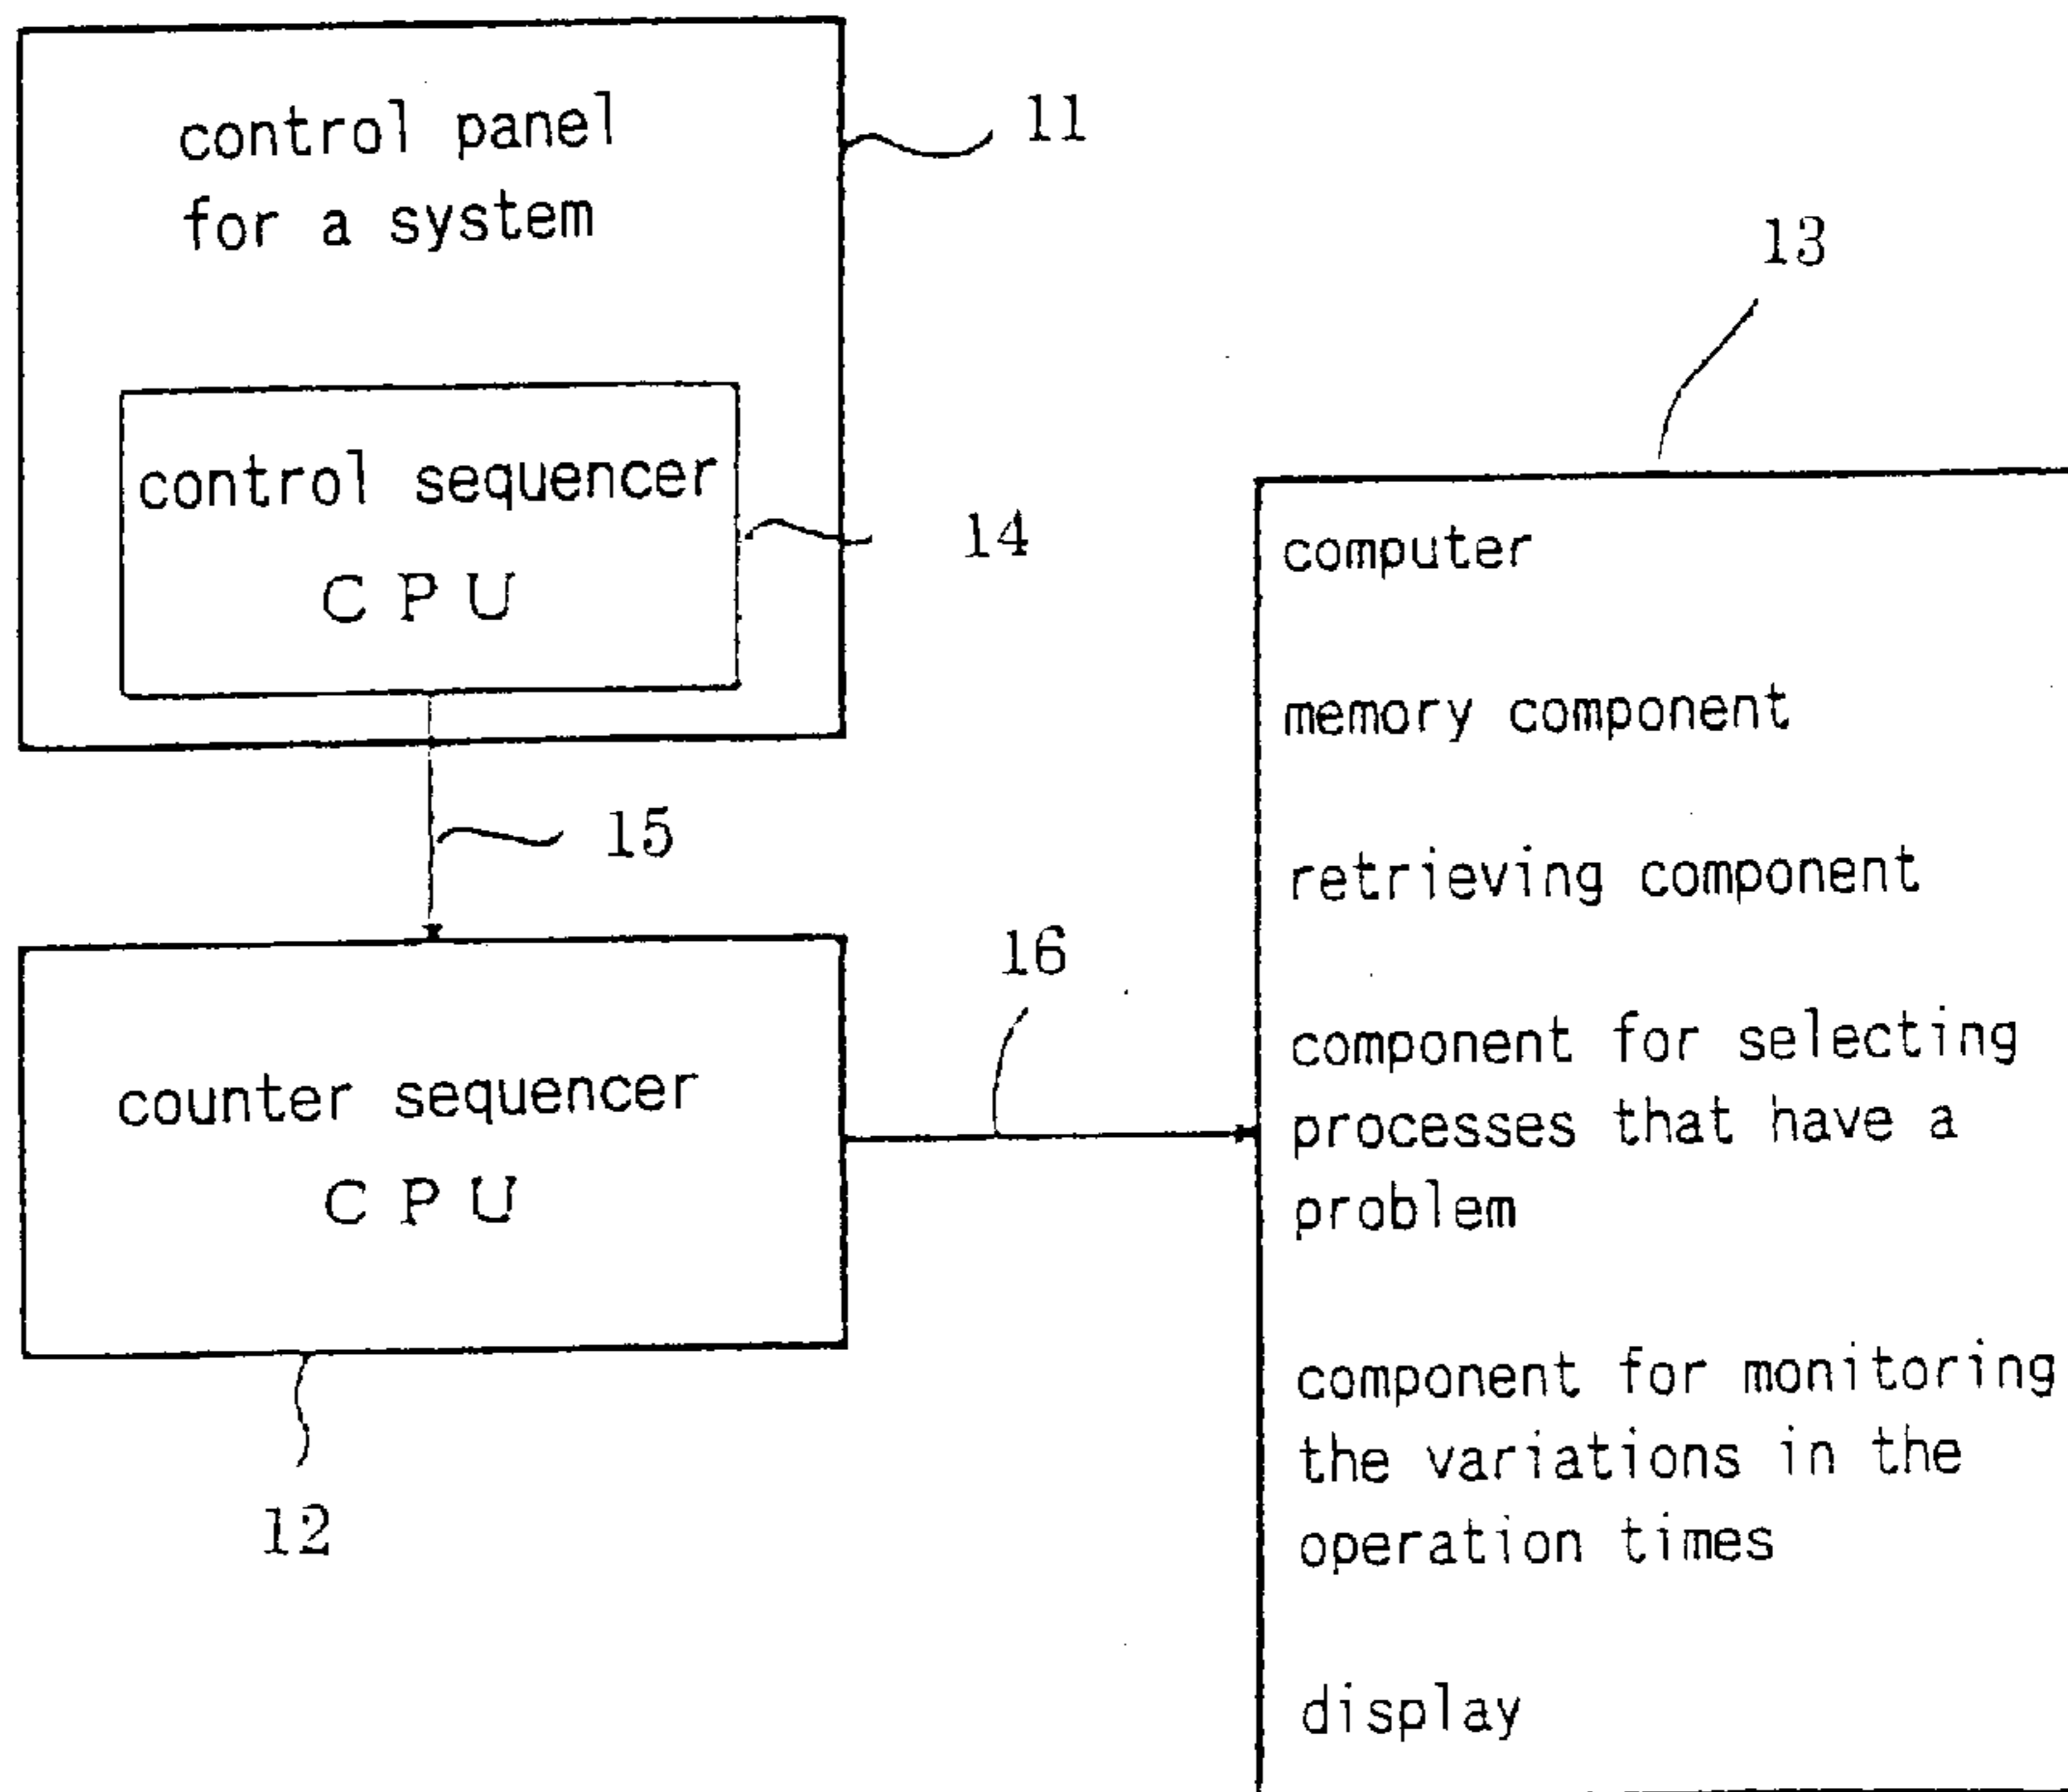 control panel
for a system
11
control sequencer
CPU
14
15
counter sequencer
CPU
12
16
13
computer
memory component
retrieving component
component for selecting
processes that have a
problem
component for monitoring
the variations in the
operation times
display